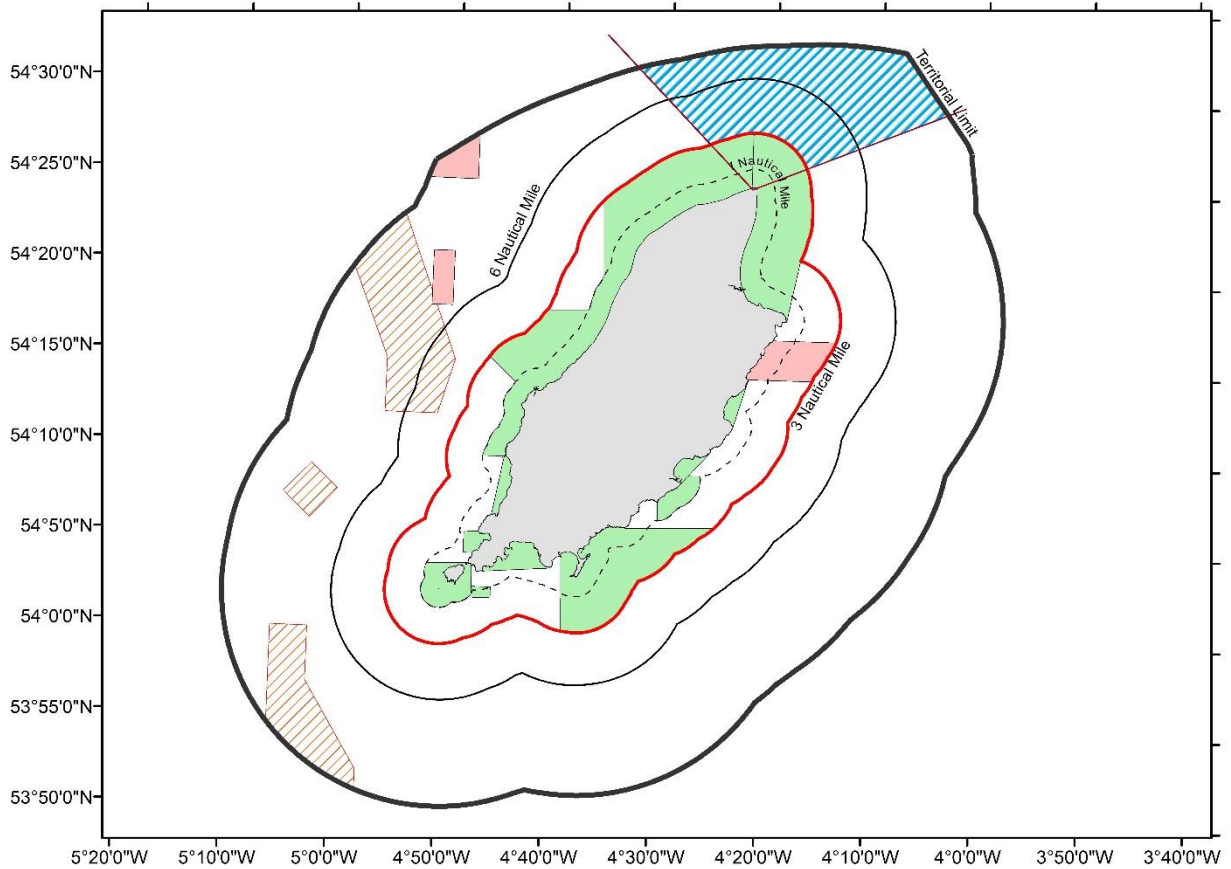 54°30'0"N
Territorial Limit
54°25'0"N
1 Nautical Mile
54°20'0"N
6 Nautical Mile
54°15'0"N
3 Nautical Mile
54°10'0"N
54°5'0"N
54°0'0"N
53°55'0"N
53°50'0"N
5°20'0"W 5°10'0"W 5°0'0"W 4°50'0"W 4°40'0"W 4°30'0"W 4°20'0"W 4°10'0"W 4°0'0"W 3°50'0"W 3°40'0"W